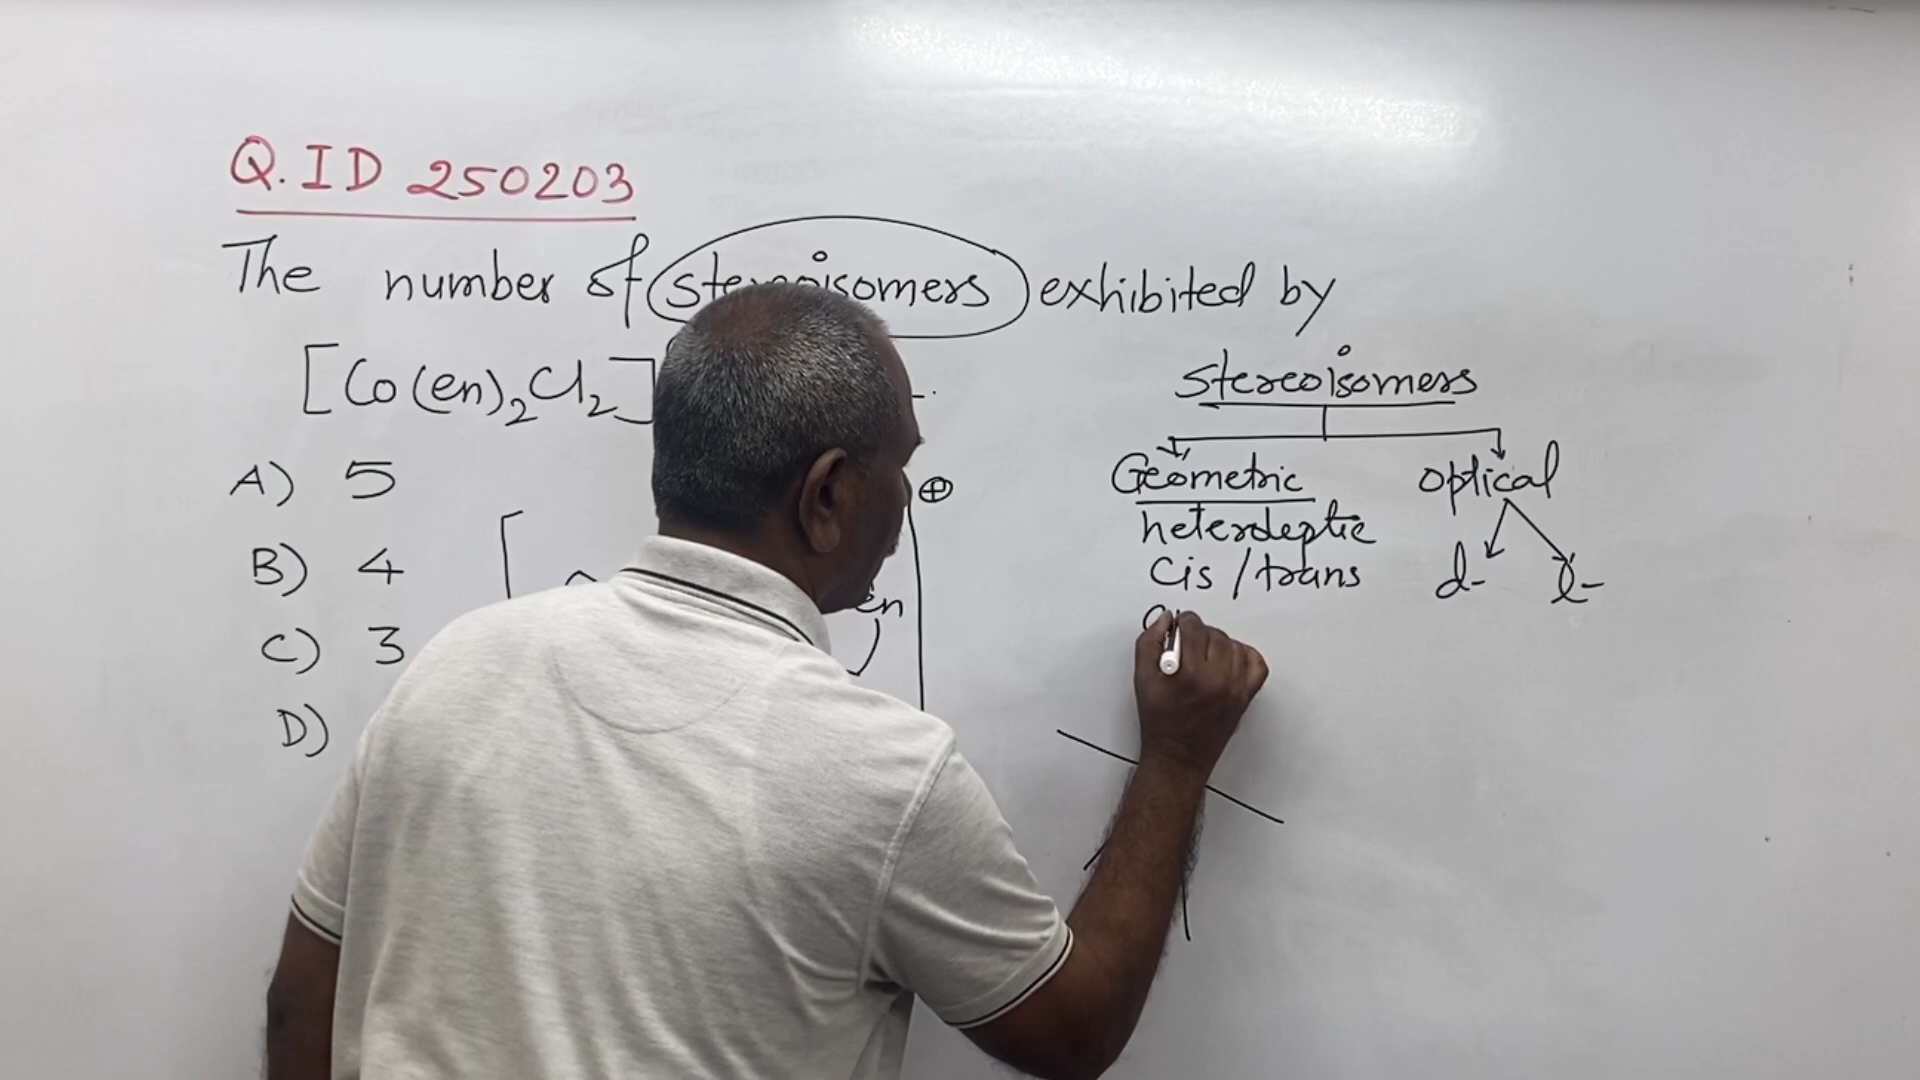 Q. ID 250203
The number of stereoisomers exhibited by
[Co(en)2Cl2]
A) 5
B) 4
C) 3
D)
⊕
en
Stereoisomers
Geometric
heteroleptic
Cis / trans
optical
d- l-